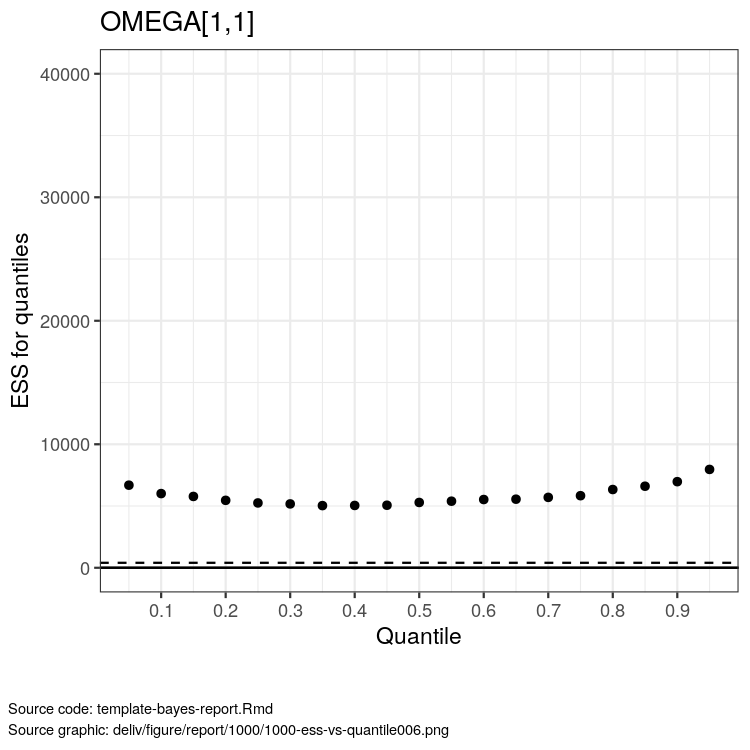 OMEGA[1,1]
40000
30000
20000
10000
0
ESS for quantiles
0.1 0.2 0.3 0.4 0.5 0.6 0.7 0.8 0.9
Quantile
Source code: template-bayes-report.Rmd
Source graphic: deliv/figure/report/1000/1000-ess-vs-quantile006.png